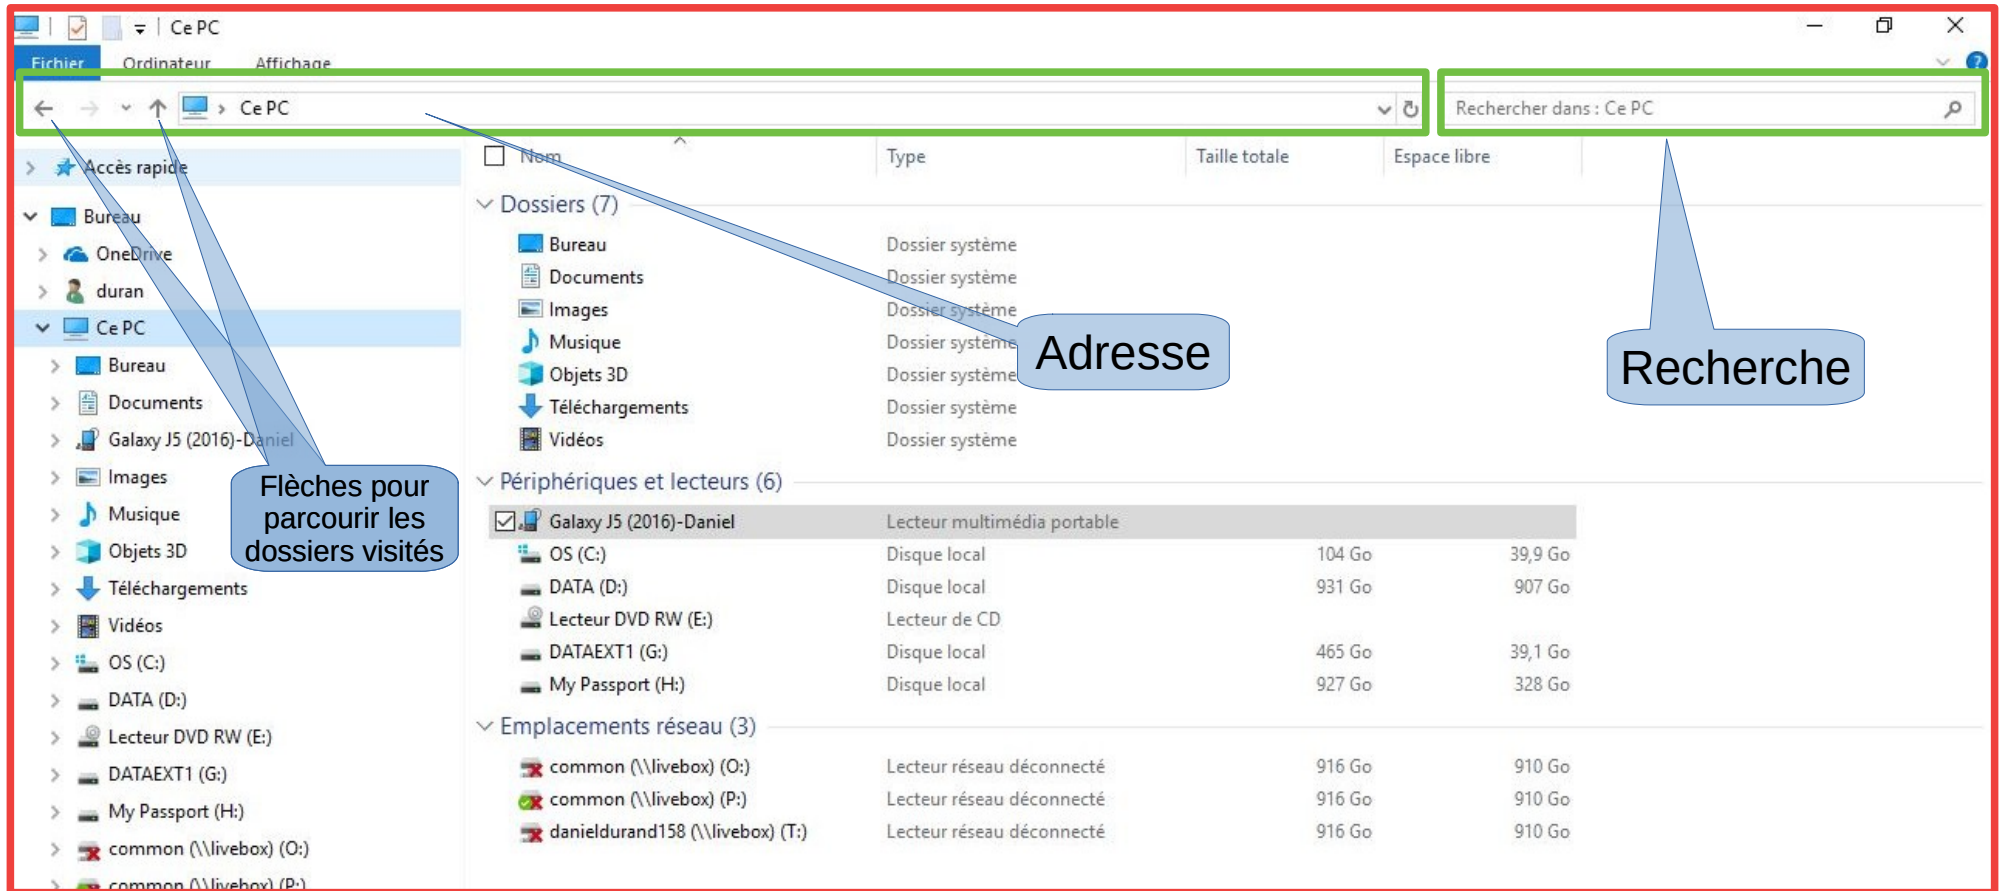 Ce PC
Fichier Ordinateur Affichage
Ce PC
Rechercher dans : Ce PC
Nom Type Taille totale Espace libre
Accès rapide
Bureau
OneDrive
duran
Ce PC
Bureau
Documents
Galaxy J5 (2016)-Daniel
Images
Musique
Objets 3D
Téléchargements
Vidéos
OS (C:)
DATA (D:)
Lecteur DVD RW (E:)
DATAEXT1 (G:)
My Passport (H:)
common (\\livebox) (O:)
common (\\livebox) (P:)
Dossiers (7)
Bureau Dossier système
Documents Dossier système
Images Dossier système
Musique Dossier système
Objets 3D Dossier système
Téléchargements Dossier système
Vidéos Dossier système
Périphériques et lecteurs (6)
Galaxy J5 (2016)-Daniel Lecteur multimédia portable
OS (C:) Disque local 104 Go 39,9 Go
DATA (D:) Disque local 931 Go 907 Go
Lecteur DVD RW (E:) Lecteur de CD
DATAEXT1 (G:) Disque local 465 Go 39,1 Go
My Passport (H:) Disque local 927 Go 328 Go
Emplacements réseau (3)
common (\\livebox) (O:) Lecteur réseau déconnecté 916 Go 910 Go
common (\\livebox) (P:) Lecteur réseau déconnecté 916 Go 910 Go
danieldurand158 (\\livebox) (T:) Lecteur réseau déconnecté 916 Go 910 Go
Adresse
Recherche
Flèches pour
parcourir les
dossiers visités